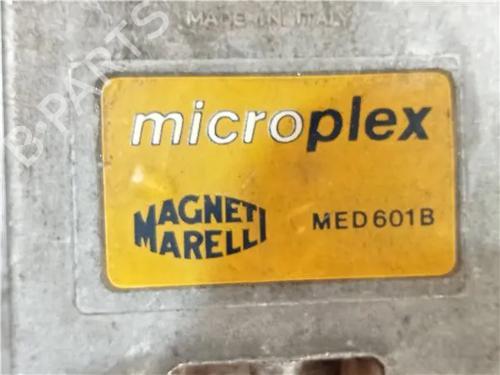 MADE IN ITALY
B-PARTS
microplex
MAGNETI
MARELLI
MED601B